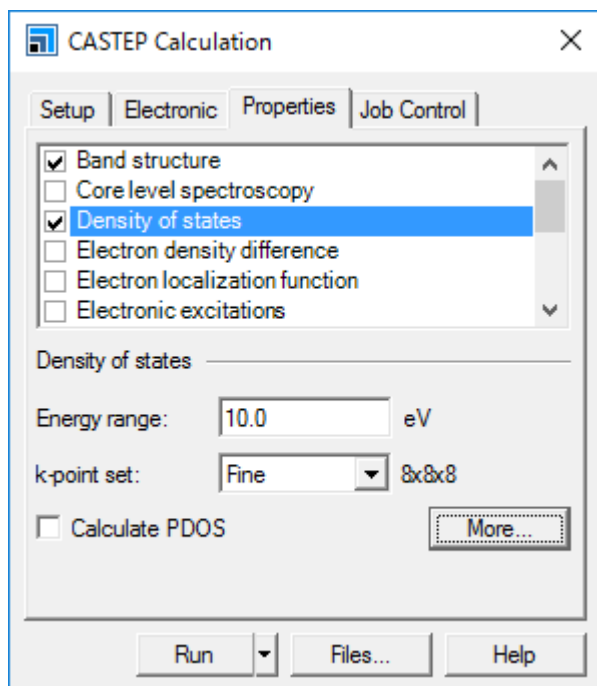 CASTEP Calculation
Setup Electronic Properties Job Control
Band structure
Core level spectroscopy
Density of states
Electron density difference
Electron localization function
Electronic excitations
Density of states
Energy range: 10.0 eV
k-point set: Fine 8x8x8
Calculate PDOS More...
Run Files... Help